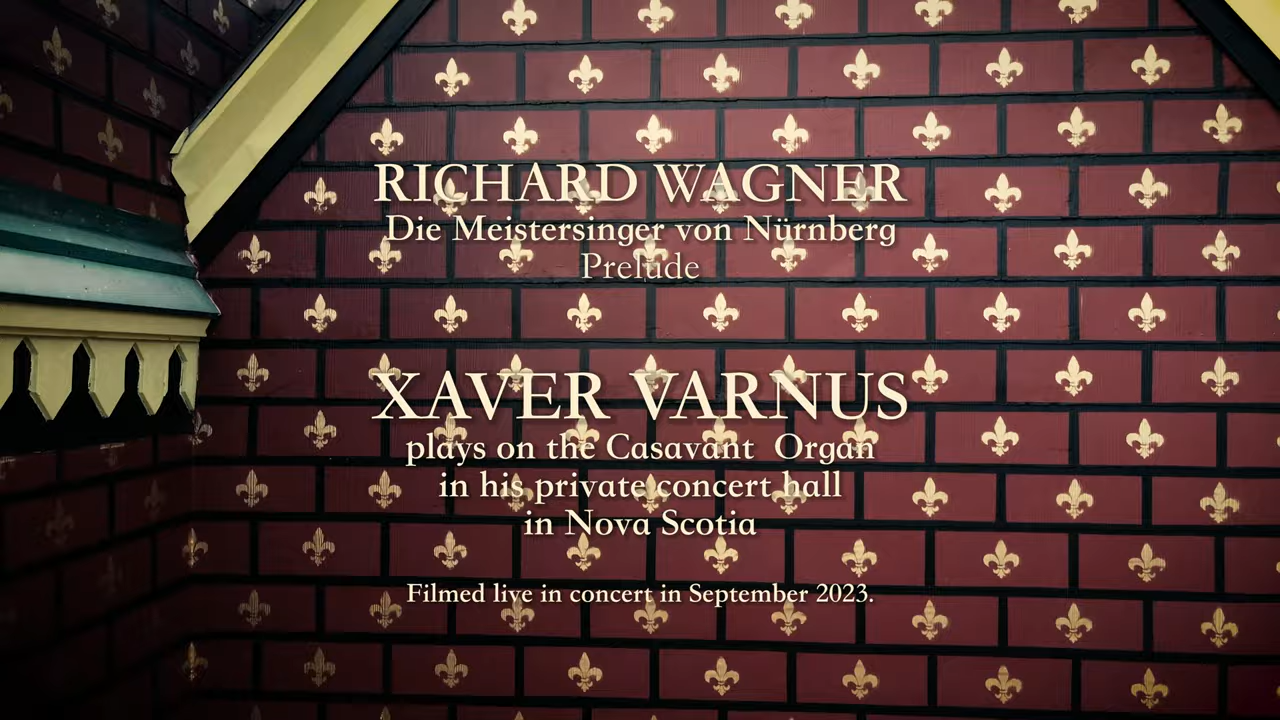 RICHARD WAGNER
Die Meistersinger von Nürnberg
Prelude
XAVER VARNUS
plays on the Casavant Organ
in his private concert hall
in Nova Scotia
Filmed live in concert in September 2023.